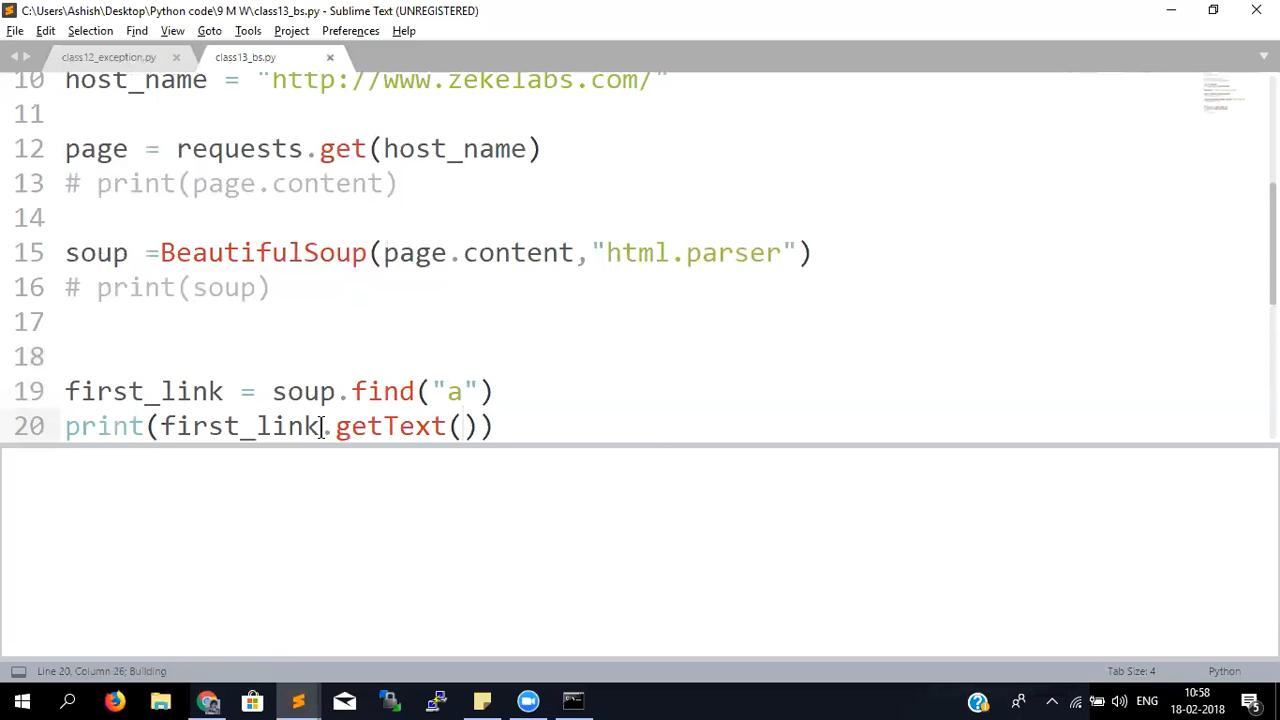 C:\Users\Ashish\Desktop\Python code\9 M W\class13_bs.py - Sublime Text (UNREGISTERED)
File Edit Selection Find View Goto Tools Project Preferences Help
class12_exception.py class13_bs.py
10 host_name = "http://www.zekelabs.com/"
11
12 page = requests.get(host_name)
13 # print(page.content)
14
15 soup =BeautifulSoup(page.content,"html.parser")
16 # print(soup)
17
18
19 first_link = soup.find("a")
20 print(first_link.getText())
Line 20, Column 26; Building Tab Size: 4 Python
ENG 10:58
18-02-2018 5